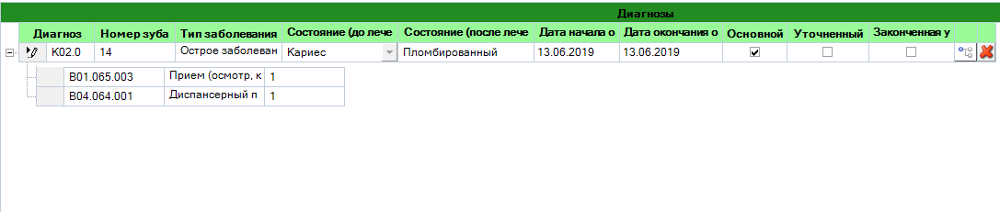 Диагнозы
Диагноз Номер зуба Тип заболевания Состояние (до лече Состояние (после лече Дата начала о Дата окончания о Основной Уточненный Законченная у
K02.0 14 Острое заболеван Кариес Пломбированный 13.06.2019 13.06.2019
B01.065.003 Прием (осмотр, к 1
B04.064.001 Диспансерный п 1